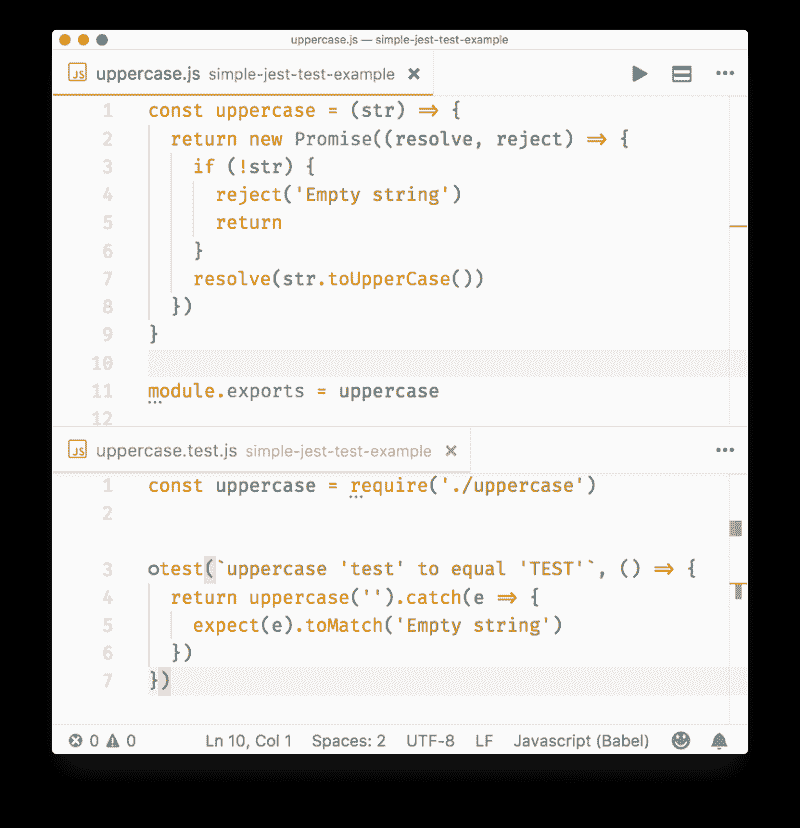 uppercase.js — simple-jest-test-example
JS uppercase.js simple-jest-test-example ×
1 const uppercase = (str) => {
2 return new Promise((resolve, reject) => {
3 if (!str) {
4 reject('Empty string')
5 return
6 }
7 resolve(str.toUpperCase())
8 })
9 }
10
11 module.exports = uppercase
12
JS uppercase.test.js simple-jest-test-example ×
1 const uppercase = require('./uppercase')
2
3 test(`uppercase 'test' to equal 'TEST'`, () => {
4 return uppercase('').catch(e => {
5 expect(e).toMatch('Empty string')
6 })
7 })
0 0 Ln 10, Col 1 Spaces: 2 UTF-8 LF Javascript (Babel)